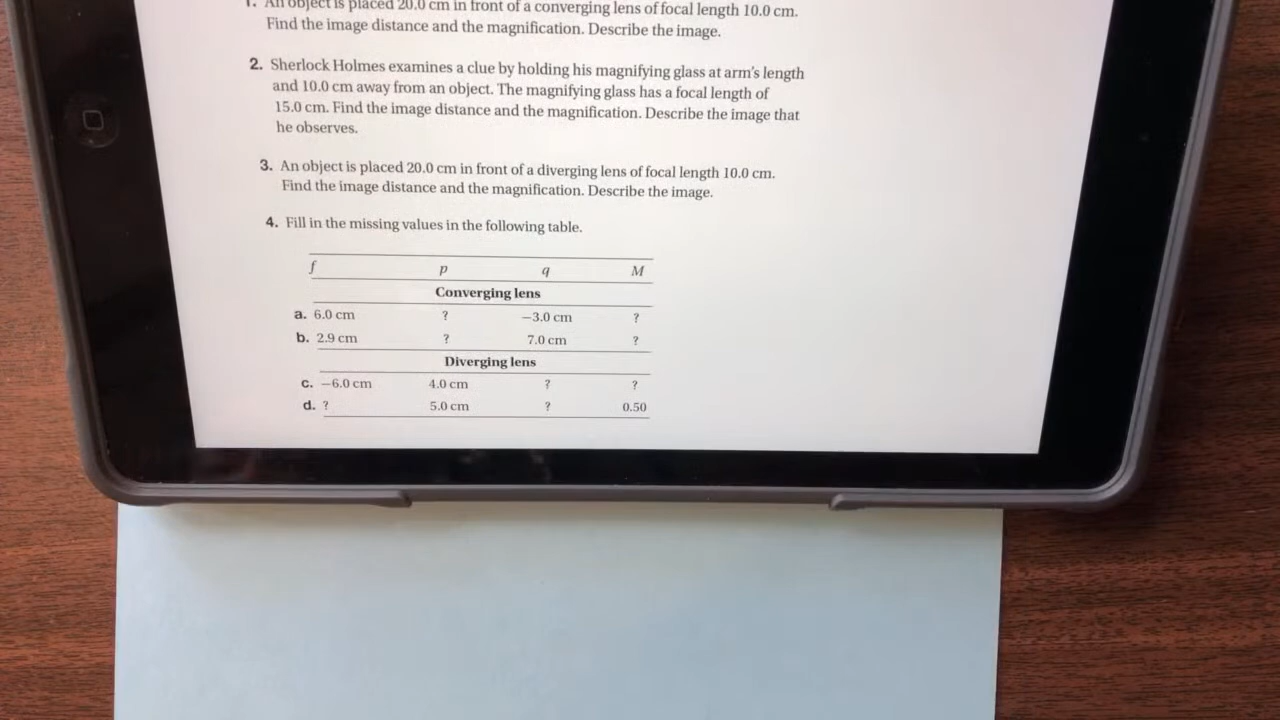 1. An object is placed 20.0 cm in front of a converging lens of focal length 10.0 cm.
Find the image distance and the magnification. Describe the image.
2. Sherlock Holmes examines a clue by holding his magnifying glass at arm's length
and 10.0 cm away from an object. The magnifying glass has a focal length of
15.0 cm. Find the image distance and the magnification. Describe the image that
he observes.
3. An object is placed 20.0 cm in front of a diverging lens of focal length 10.0 cm.
Find the image distance and the magnification. Describe the image.
4. Fill in the missing values in the following table.
f p q M
Converging lens
a. 6.0 cm ? −3.0 cm ?
b. 2.9 cm ? 7.0 cm ?
Diverging lens
c. −6.0 cm 4.0 cm ? ?
d. ? 5.0 cm ? 0.50